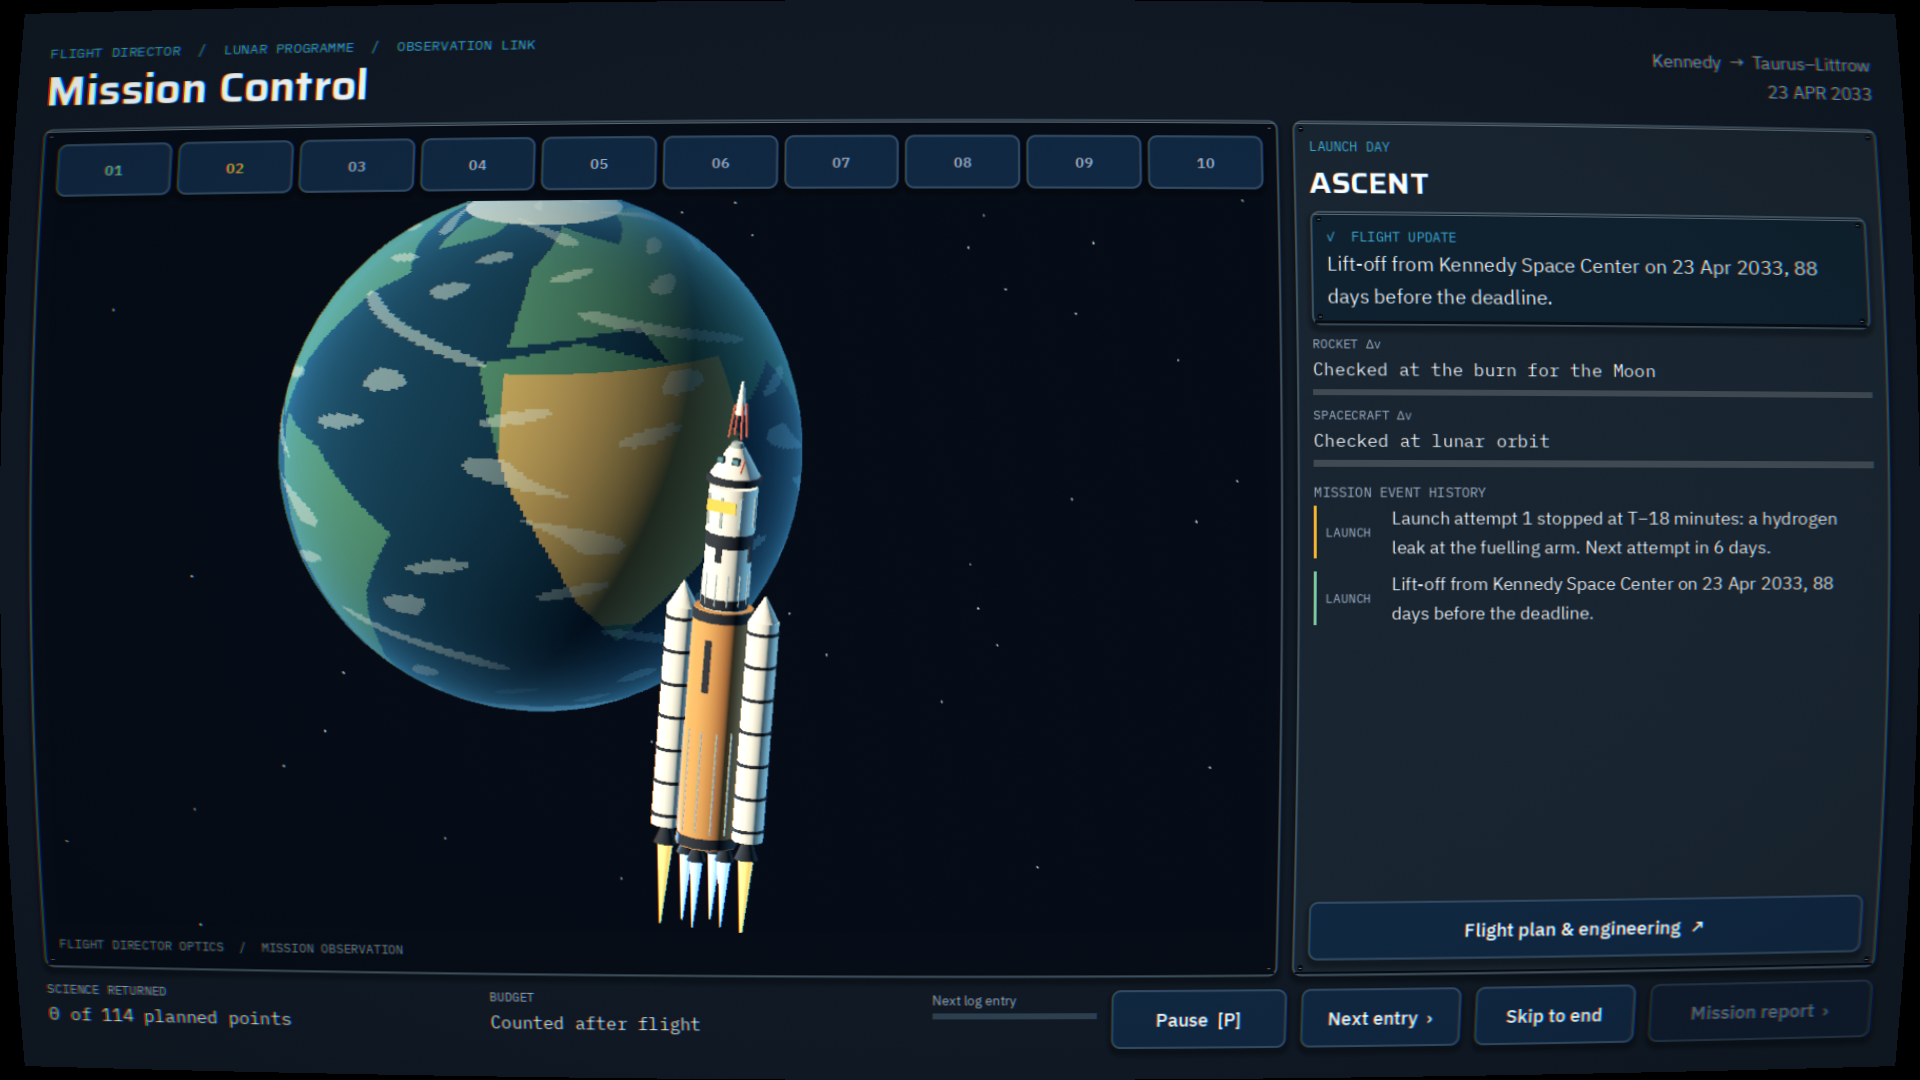 FLIGHT DIRECTOR / LUNAR PROGRAMME / OBSERVATION LINK
Mission Control
Kennedy → Taurus–Littrow
23 APR 2033
01 02 03 04 05 06 07 08 09 10
LAUNCH DAY
ASCENT
√ FLIGHT UPDATE
Lift-off from Kennedy Space Center on 23 Apr 2033, 88
days before the deadline.
ROCKET Δv
Checked at the burn for the Moon
SPACECRAFT Δv
Checked at lunar orbit
MISSION EVENT HISTORY
LAUNCH
Launch attempt 1 stopped at T−18 minutes: a hydrogen
leak at the fuelling arm. Next attempt in 6 days.
LAUNCH
Lift-off from Kennedy Space Center on 23 Apr 2033, 88
days before the deadline.
Flight plan & engineering ↗
FLIGHT DIRECTOR OPTICS / MISSION OBSERVATION
SCIENCE RETURNED
0 of 114 planned points
BUDGET
Counted after flight
Next log entry
Pause [P]
Next entry ›
Skip to end
Mission report ›